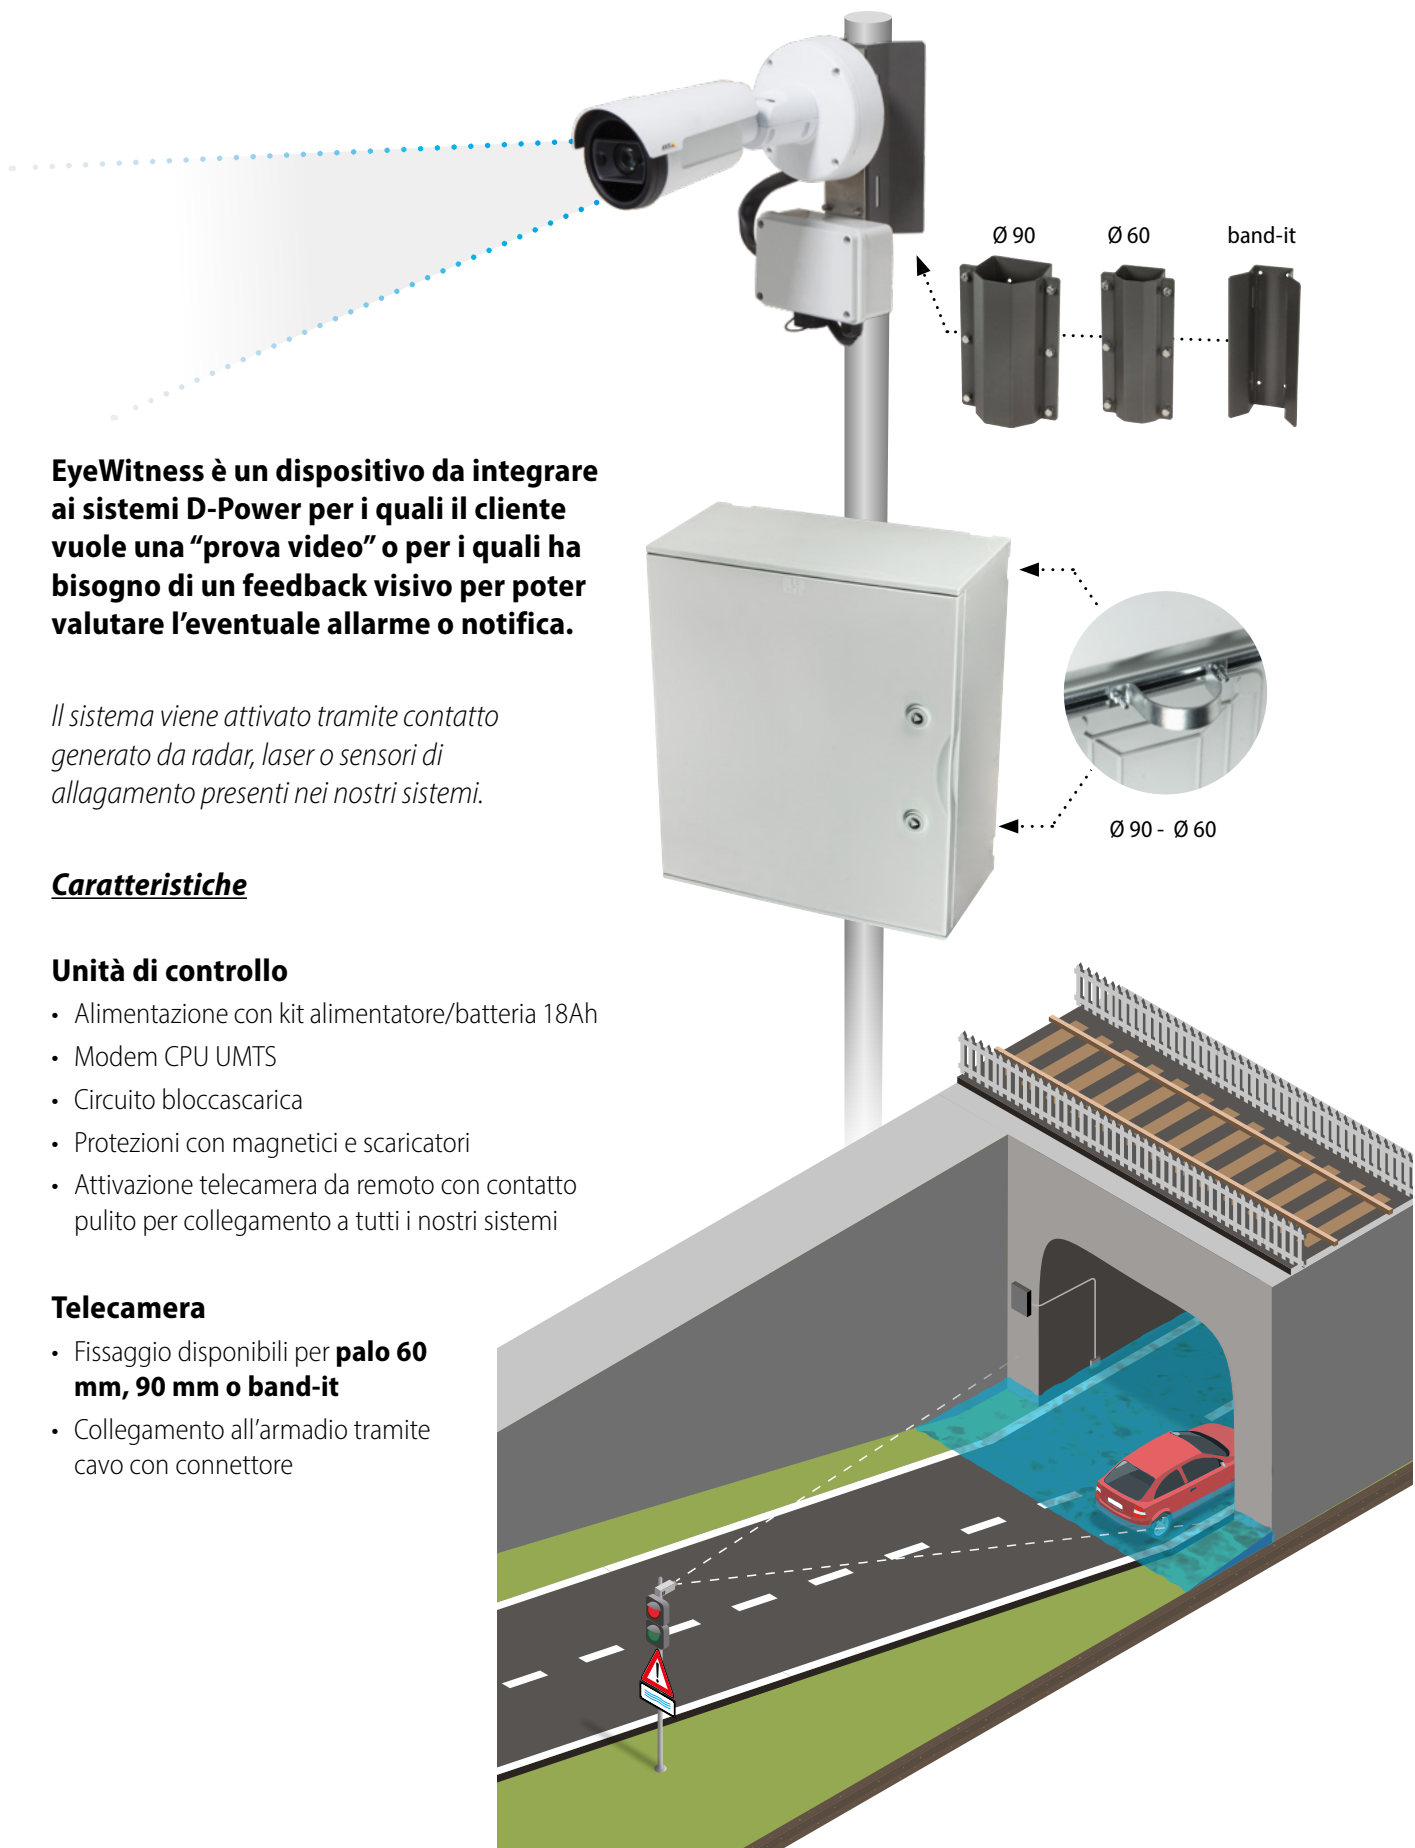 Ø 90
Ø 60
band-it
EyeWitness è un dispositivo da integrare
ai sistemi D-Power per i quali il cliente
vuole una “prova video” o per i quali ha
bisogno di un feedback visivo per poter
valutare l’eventuale allarme o notifica.
Il sistema viene attivato tramite contatto
generato da radar, laser o sensori di
allagamento presenti nei nostri sistemi.
Ø 90 - Ø 60
Caratteristiche
Unità di controllo
• Alimentazione con kit alimentatore/batteria 18Ah
• Modem CPU UMTS
• Circuito bloccascarica
• Protezioni con magnetici e scaricatori
• Attivazione telecamera da remoto con contatto
pulito per collegamento a tutti i nostri sistemi
Telecamera
• Fissaggio disponibili per palo 60
mm, 90 mm o band-it
• Collegamento all’armadio tramite
cavo con connettore